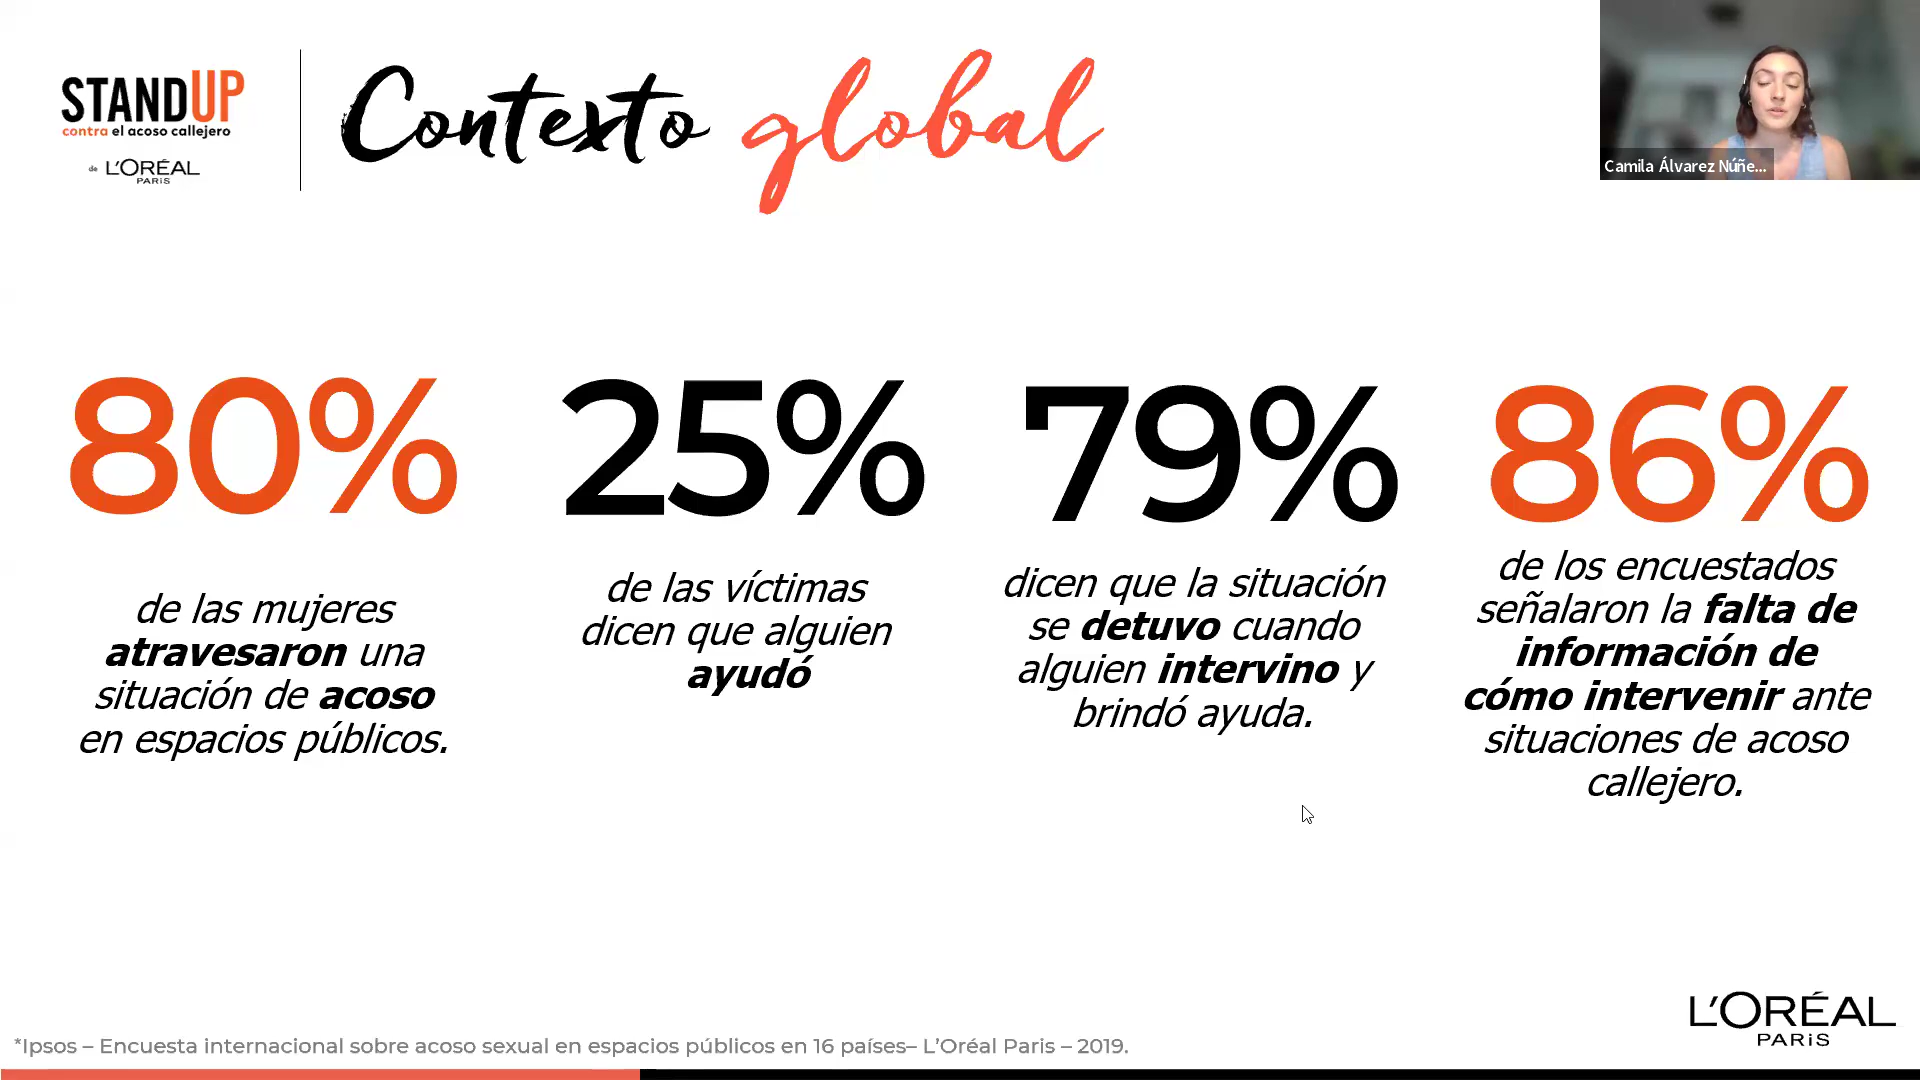 STANDUP
contra el acoso callejero
de L'ORÉAL
PARIS
Contexto global
Camila Álvarez Núñe...
80%
de las mujeres
atravesaron una
situación de acoso
en espacios públicos.
25%
de las víctimas
dicen que alguien
ayudó
79%
dicen que la situación
se detuvo cuando
alguien intervino y
brindó ayuda.
86%
de los encuestados
señalaron la falta de
información de
cómo intervenir ante
situaciones de acoso
callejero.
L'ORÉAL
PARIS
*Ipsos – Encuesta internacional sobre acoso sexual en espacios públicos en 16 países– L'Oréal Paris – 2019.